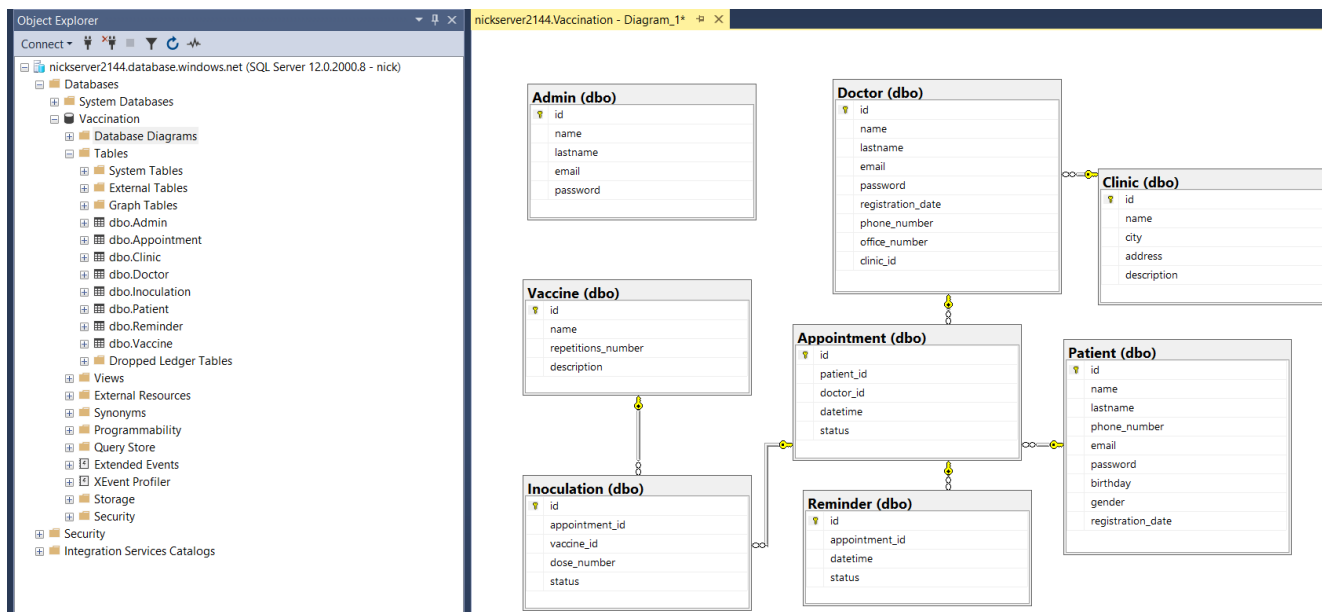 Object Explorer
Connect
nickserver2144.database.windows.net (SQL Server 12.0.2000.8 - nick)
Databases
System Databases
Vaccination
Database Diagrams
Tables
System Tables
External Tables
Graph Tables
dbo.Admin
dbo.Appointment
dbo.Clinic
dbo.Doctor
dbo.Inoculation
dbo.Patient
dbo.Reminder
dbo.Vaccine
Dropped Ledger Tables
Views
External Resources
Synonyms
Programmability
Query Store
Extended Events
XEvent Profiler
Storage
Security
Security
Integration Services Catalogs
nickserver2144.Vaccination - Diagram_1*
Admin (dbo)
id
name
lastname
email
password
Doctor (dbo)
id
name
lastname
email
password
registration_date
phone_number
office_number
clinic_id
Clinic (dbo)
id
name
city
address
description
Vaccine (dbo)
id
name
repetitions_number
description
Appointment (dbo)
id
patient_id
doctor_id
datetime
status
Patient (dbo)
id
name
lastname
phone_number
email
password
birthday
gender
registration_date
Inoculation (dbo)
id
appointment_id
vaccine_id
dose_number
status
Reminder (dbo)
id
appointment_id
datetime
status